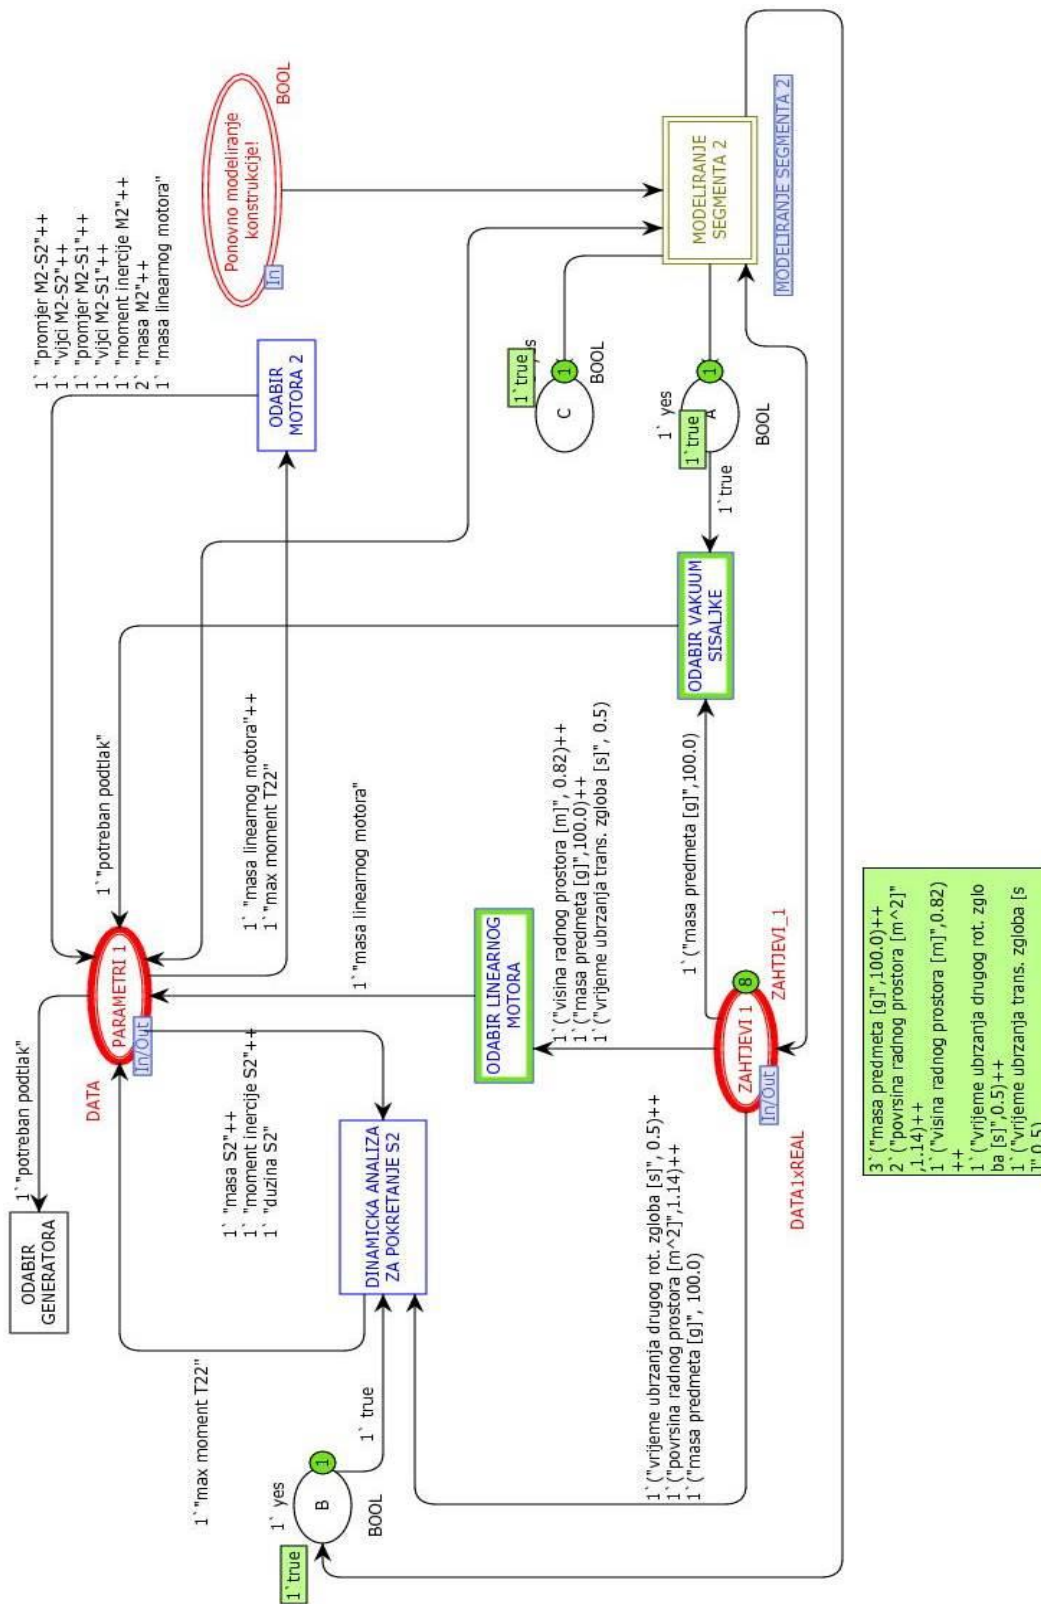 1`"potreban podtlak"
ODABIR
GENERATORA
1`"max moment T22"
DATA
PARAMETRI 1
In/Out
1`"potreban podtlak"
1` "promjer M2-S2"++
1` "vijci M2-S2"++
1` "promjer M2-S1"++
1` "vijci M2-S1"++
1` "moment inercije M2"++
2` "masa M2"++
1` "masa linearnog motora"
Ponovno modeliranje
konstrukcije!
In
BOOL
ODABIR
MOTORA 2
1` "masa S2"++
1` "moment inercije S2"++
1` "duzina S2"
1` "masa linearnog motora"++
1` "max moment T22"
1`"masa linearnog motora"
1`true
1` yes
B
1
BOOL
1` true
DINAMICKA ANALIZA
ZA POKRETANJE S2
ODABIR LINEARNOG
MOTORA
1`("visina radnog prostora [m]", 0.82)++
1`("masa predmeta [g]",100.0)++
1`("vrijeme ubrzanja trans. zgloba [s]", 0.5)
1`true
C
1
BOOL
1` yes
1`true
A
1
BOOL
1`true
MODELIRANJE
SEGMENTA 2
MODELIRANJE SEGMENTA 2
ODABIR VAKUUM
SISALJKE
1`("masa predmeta [g]",100.0)
1`("vrijeme ubrzanja drugog rot. zgloba [s]", 0.5)++
1`("povrsina radnog prostora [m^2]",1.14)++
1`("masa predmeta [g]", 100.0)
ZAHTJEVI 1
8
In/Out
ZAHTJEVI_1
DATA1xREAL
3`("masa predmeta [g]",100.0)++
2`("povrsina radnog prostora [m^2]"
,1.14)++
1`("visina radnog prostora [m]",0.82)
++
1`("vrijeme ubrzanja drugog rot. zglo
ba [s]",0.5)++
1`("vrijeme ubrzanja trans. zgloba [s
]",0.5)